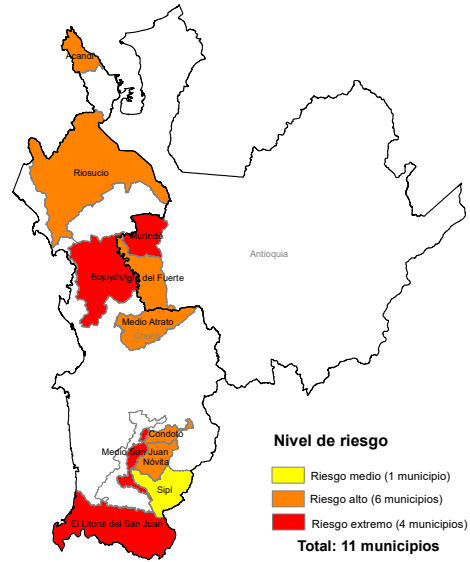 Acandí
Riosucio
Murindó
Antioquia
Bojayá
Vigía del Fuerte
Medio Atrato
Chocó
Condoto
Medio San Juan
Nóvita
Sipí
El Litoral del San Juan
Nivel de riesgo
Riesgo medio (1 municipio)
Riesgo alto (6 municipios)
Riesgo extremo (4 municipios)
Total: 11 municipios